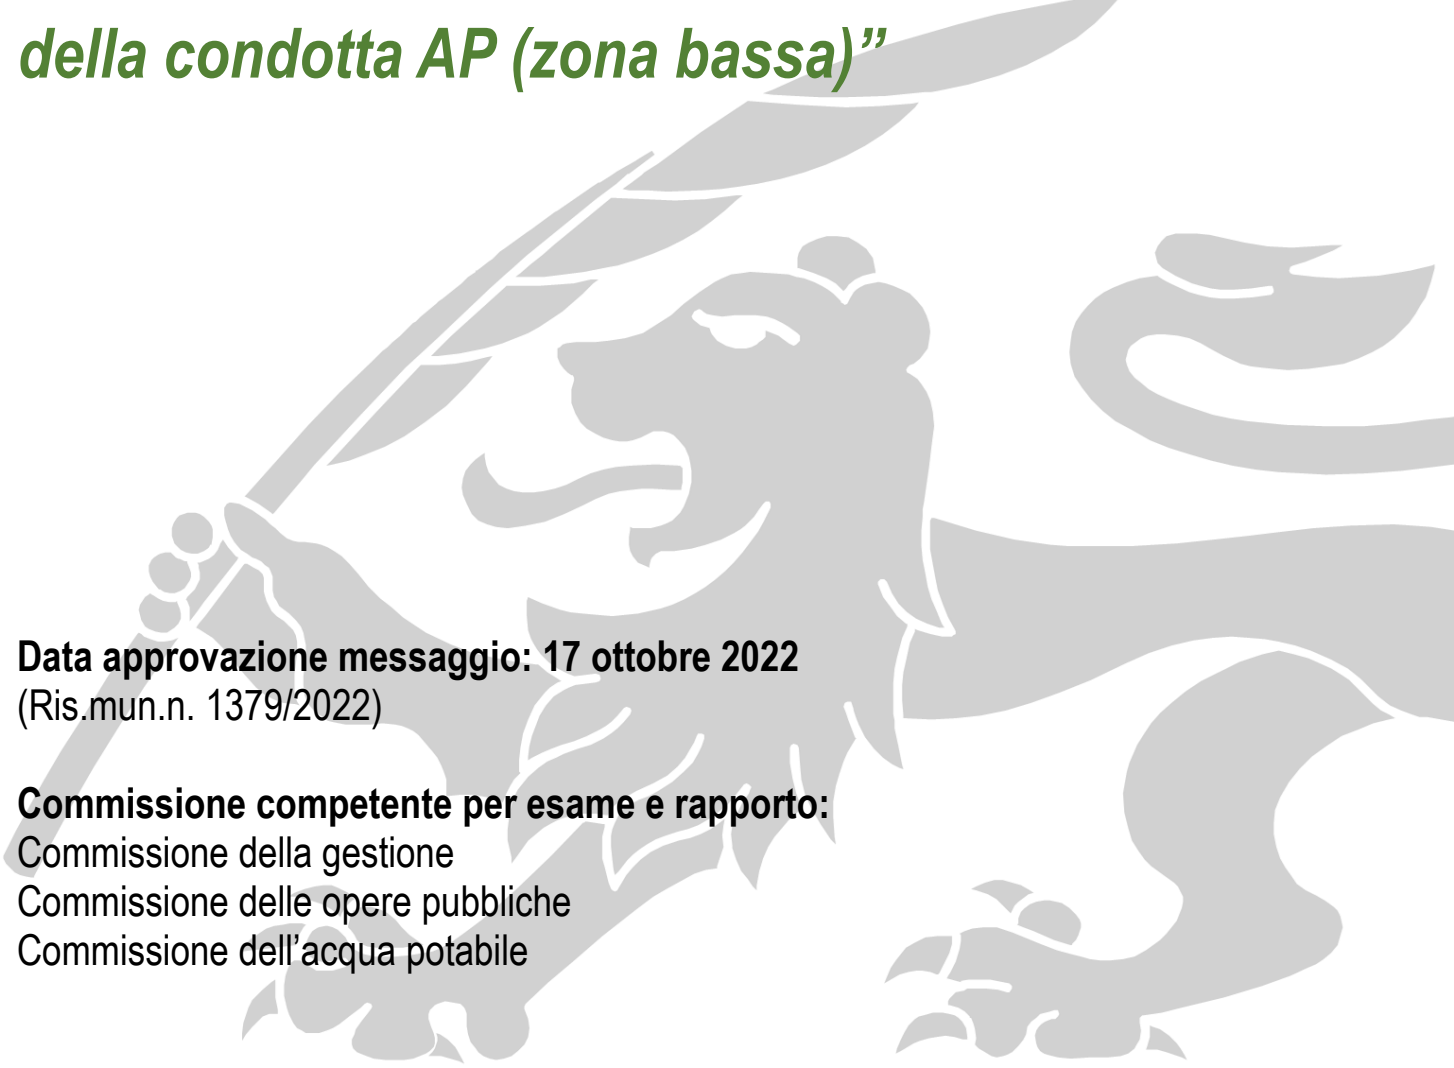 della condotta AP (zona bassa)”
Data approvazione messaggio: 17 ottobre 2022
(Ris.mun.n. 1379/2022)
Commissione competente per esame e rapporto:
Commissione della gestione
Commissione delle opere pubbliche
Commissione dell’acqua potabile